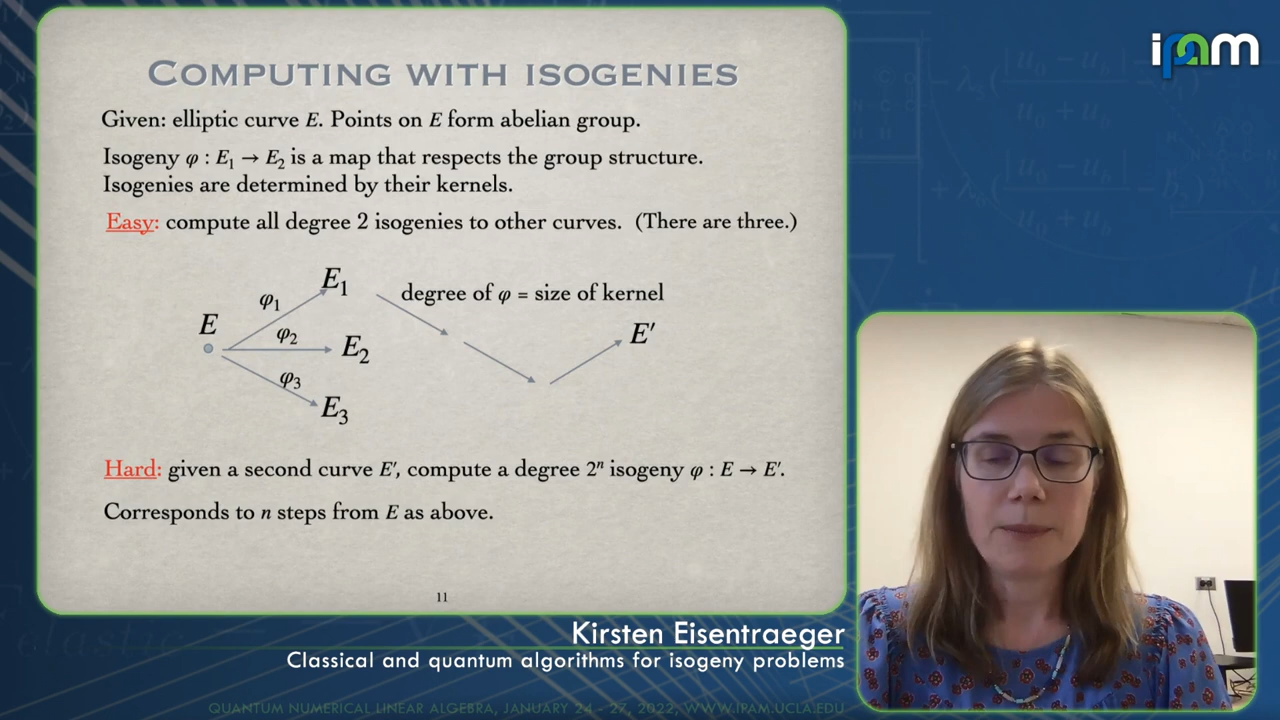 COMPUTING WITH ISOGENIES
Given: elliptic curve E. Points on E form abelian group.
Isogeny φ : E₁ → E₂ is a map that respects the group structure.
Isogenies are determined by their kernels.
Easy: compute all degree 2 isogenies to other curves. (There are three.)
E₁
degree of φ = size of kernel
φ₁
E
φ₂
E₂
E′
φ₃
E₃
Hard: given a second curve E′, compute a degree 2ⁿ isogeny φ : E → E′.
Corresponds to n steps from E as above.
11
ipam
Kirsten Eisentraeger
Classical and quantum algorithms for isogeny problems
QUANTUM NUMERICAL LINEAR ALGEBRA, JANUARY 24 - 27, 2022, WWW.IPAM.UCLA.EDU